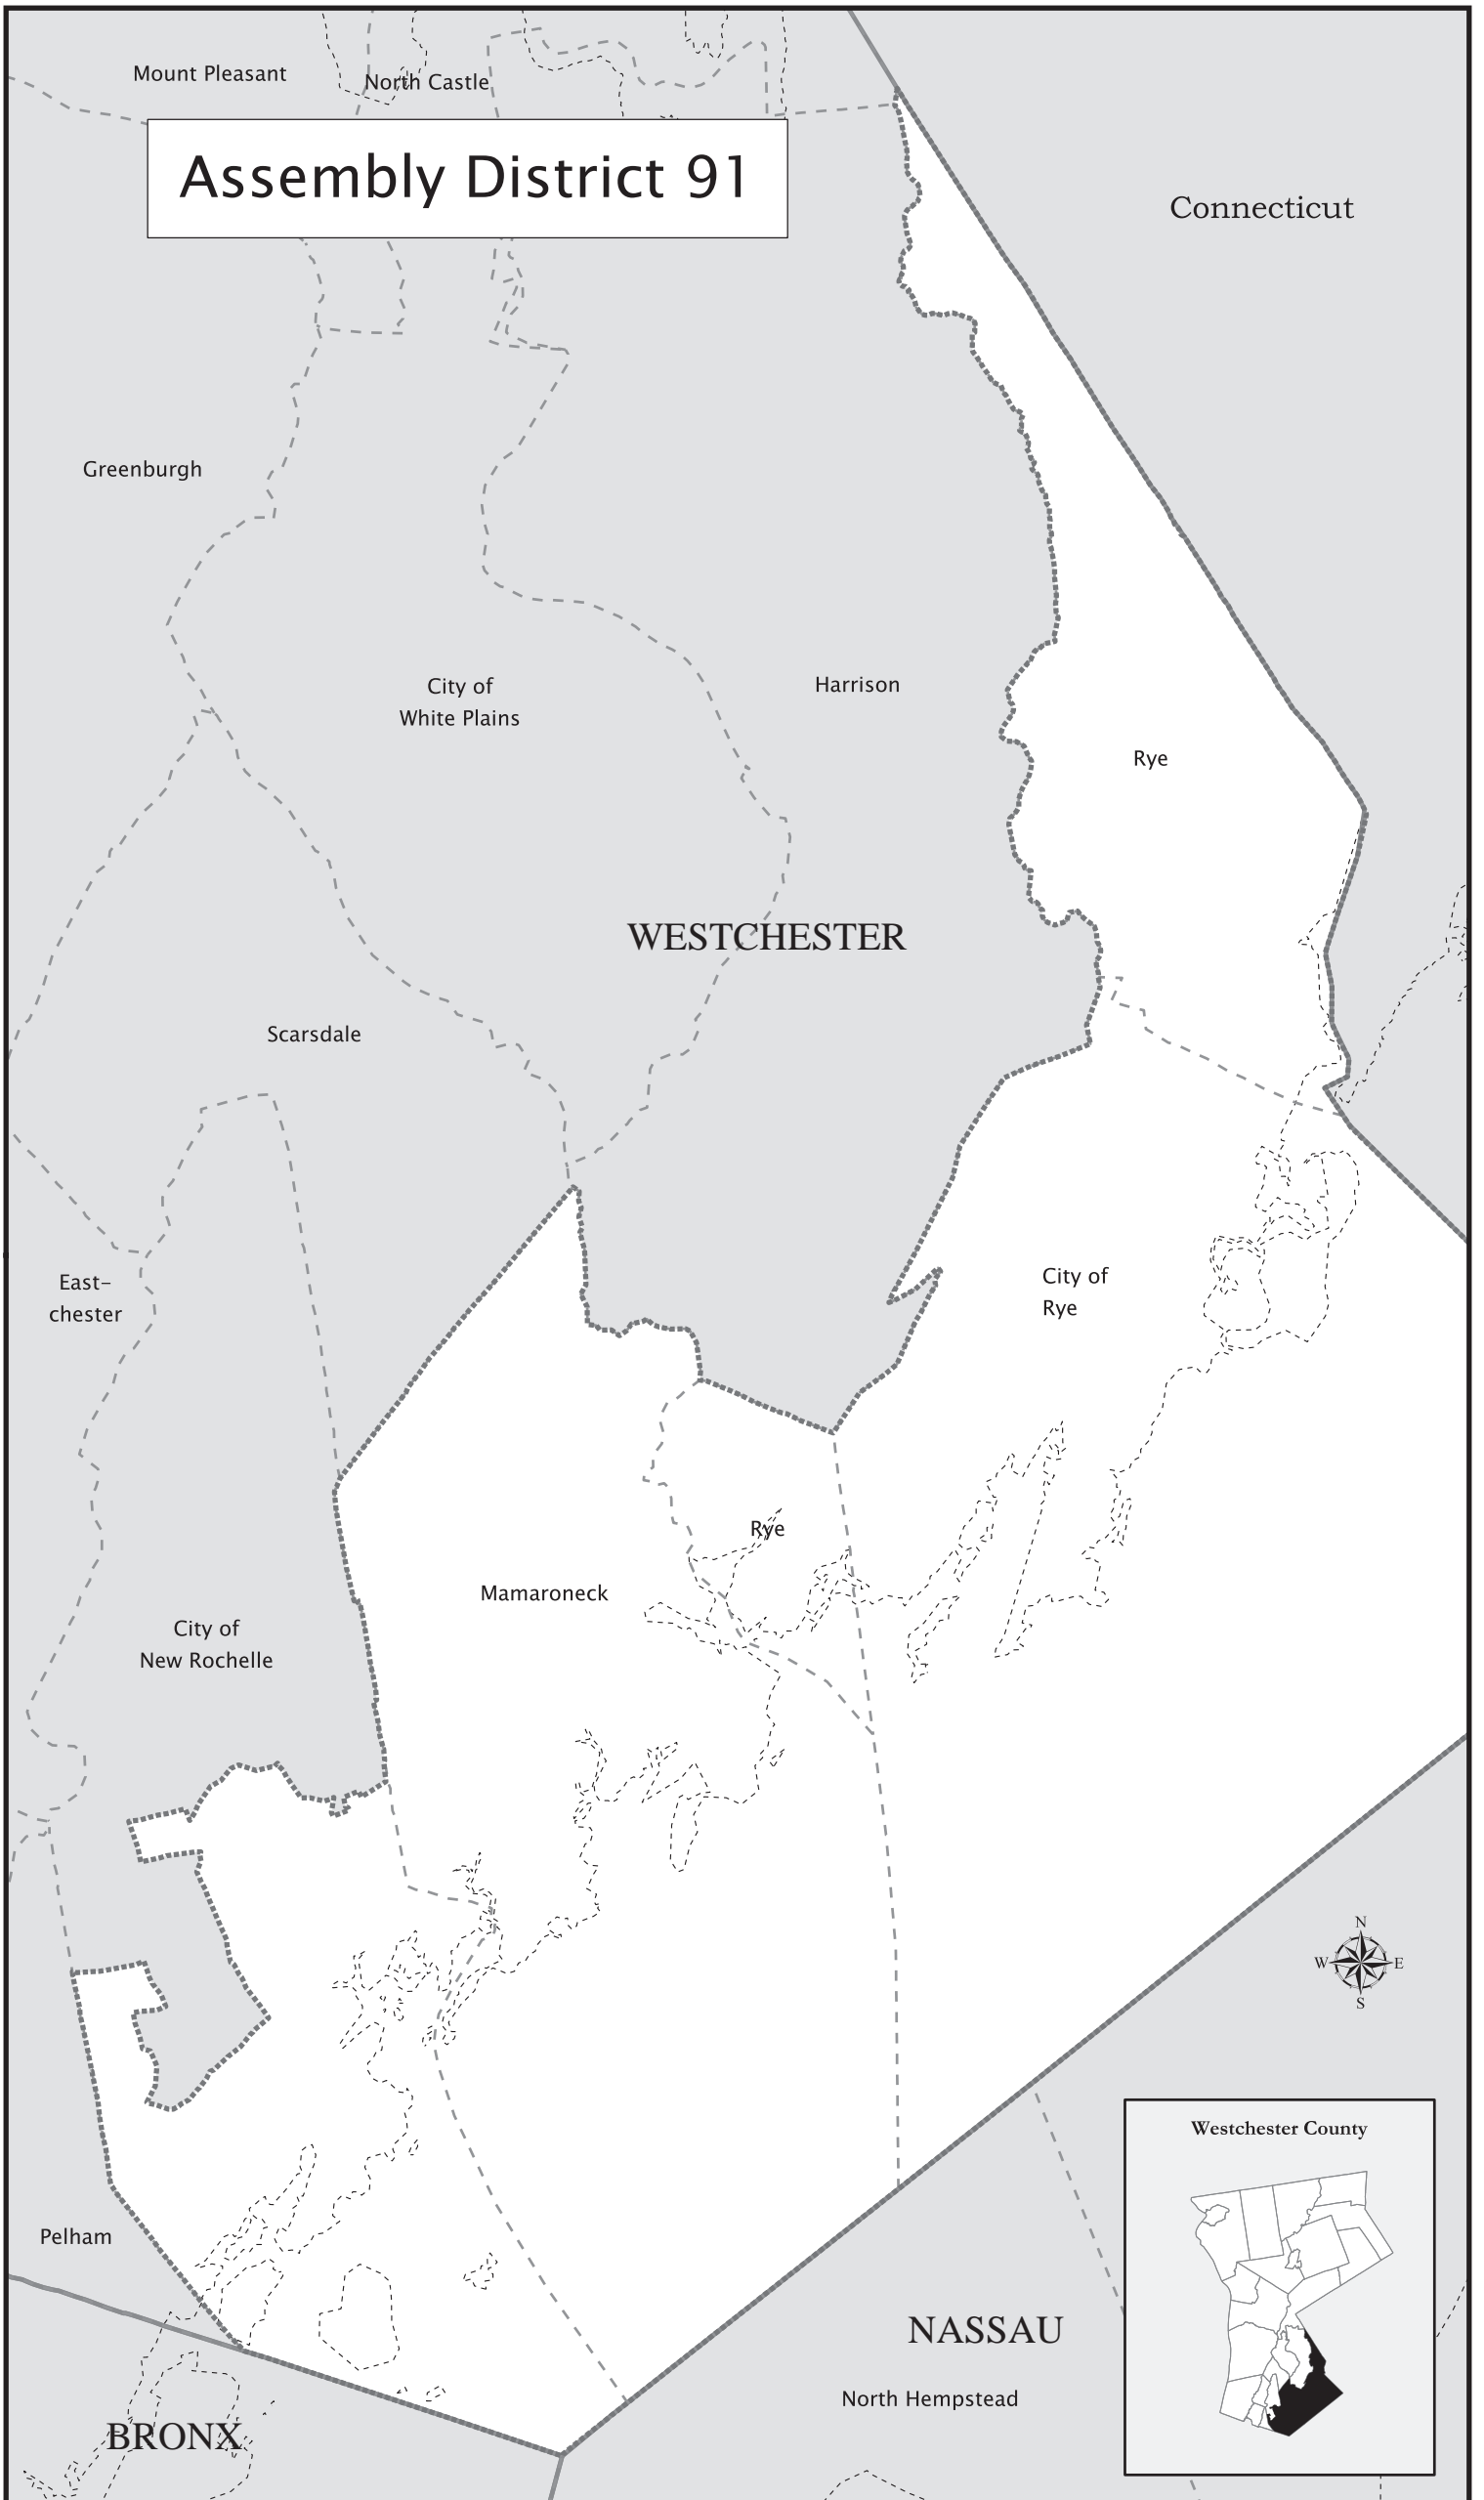 Mount Pleasant
North Castle
Assembly District 91
Connecticut
Greenburgh
City of
White Plains
Harrison
Rye
WESTCHESTER
Scarsdale
East-
chester
City of
Rye
Rye
Mamaroneck
City of
New Rochelle
N
W E
S
Westchester County
Pelham
NASSAU
North Hempstead
BRONX